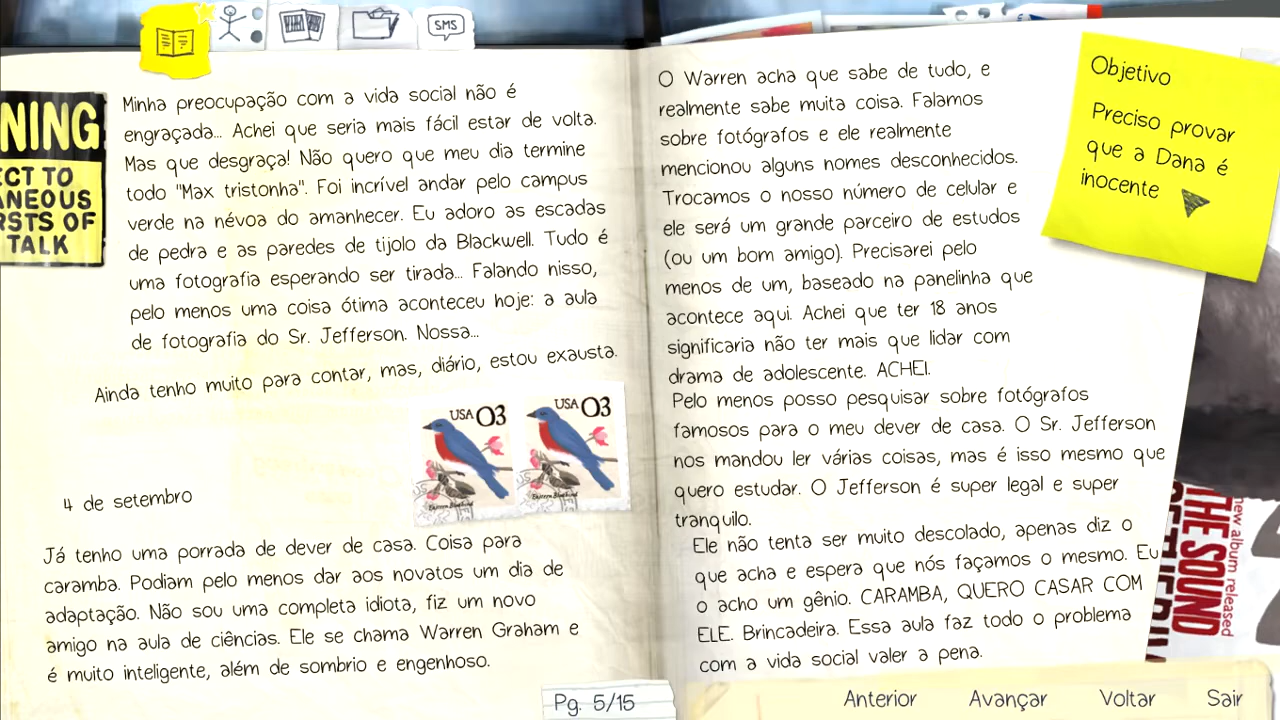 SMS
NING
ECT TO
ANEOUS
RSTS OF
TALK
Minha preocupação com a vida social não é
engraçada... Achei que seria mais fácil estar de volta.
Mas que desgraça! Não quero que meu dia termine
todo "Max tristonha". Foi incrível andar pelo campus
verde na névoa do amanhecer. Eu adoro as escadas
de pedra e as paredes de tijolo da Blackwell. Tudo é
uma fotografia esperando ser tirada... Falando nisso,
pelo menos uma coisa ótima aconteceu hoje: a aula
de fotografia do Sr. Jefferson. Nossa...
Ainda tenho muito para contar, mas, diário, estou exausta.
USA 03
USA 03
Eastern Bluebird
Eastern Bluebird
4 de setembro
Já tenho uma porrada de dever de casa. Coisa para
caramba. Podiam pelo menos dar aos novatos um dia de
adaptação. Não sou uma completa idiota, fiz um novo
amigo na aula de ciências. Ele se chama Warren Graham e
é muito inteligente, além de sombrio e engenhoso.
O Warren acha que sabe de tudo, e
realmente sabe muita coisa. Falamos
sobre fotógrafos e ele realmente
mencionou alguns nomes desconhecidos.
Trocamos o nosso número de celular e
ele será um grande parceiro de estudos
(ou um bom amigo). Precisarei pelo
menos de um, baseado na panelinha que
acontece aqui. Achei que ter 18 anos
significaria não ter mais que lidar com
drama de adolescente. ACHEI.
Pelo menos posso pesquisar sobre fotógrafos
famosos para o meu dever de casa. O Sr. Jefferson
nos mandou ler várias coisas, mas é isso mesmo que
quero estudar. O Jefferson é super legal e super
tranquilo.
Ele não tenta ser muito descolado, apenas diz o
que acha e espera que nós façamos o mesmo. Eu
o acho um gênio. CARAMBA, QUERO CASAR COM
ELE. Brincadeira. Essa aula faz todo o problema
com a vida social valer a pena.
Objetivo
Preciso provar
que a Dana é
inocente
new album released
THE SOUND
Pg. 5/15
Anterior Avançar Voltar Sair